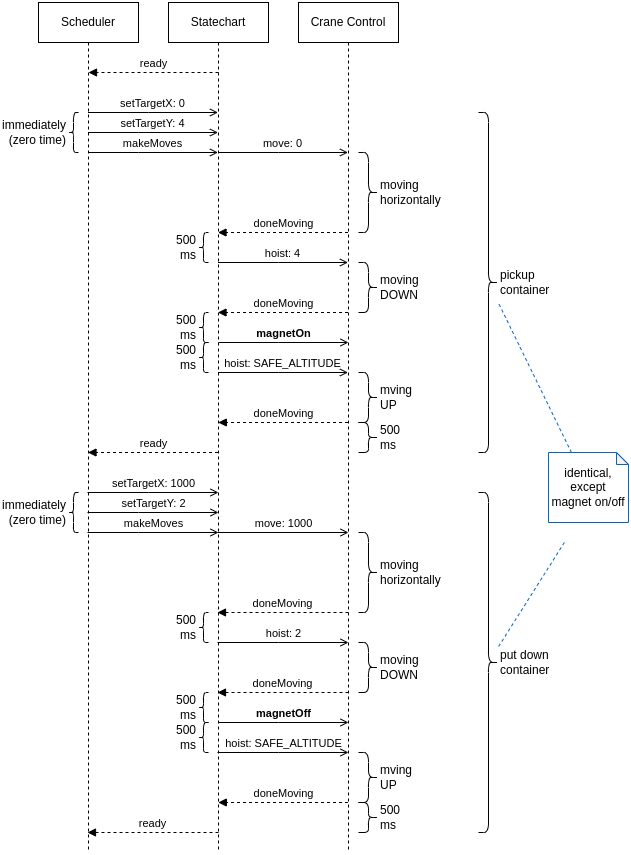 Scheduler
Statechart
Crane Control
ready
setTargetX: 0
immediately
(zero time)
setTargetY: 4
makeMoves
move: 0
moving
horizontally
doneMoving
500
ms
hoist: 4
moving
DOWN
pickup
container
doneMoving
500
ms
magnetOn
500
ms
hoist: SAFE_ALTITUDE
mving
UP
doneMoving
500
ms
ready
identical,
except
magnet on/off
setTargetX: 1000
immediately
(zero time)
setTargetY: 2
makeMoves
move: 1000
moving
horizontally
doneMoving
500
ms
hoist: 2
moving
DOWN
put down
container
doneMoving
500
ms
magnetOff
500
ms
hoist: SAFE_ALTITUDE
mving
UP
doneMoving
500
ms
ready